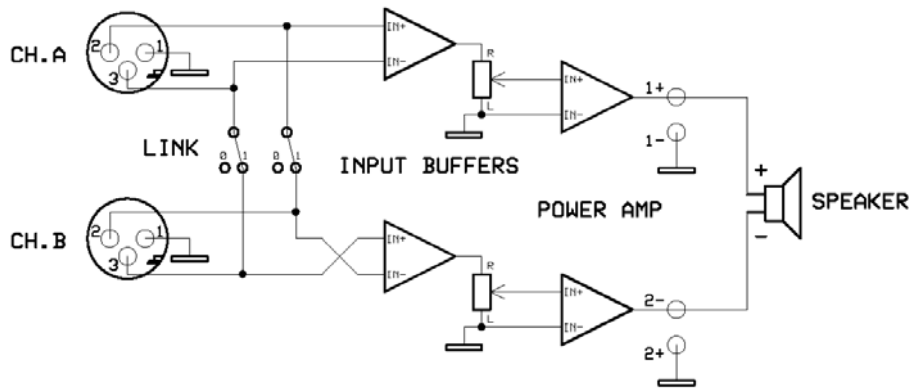 CH.A
2 1
3
IN+
IN-
R
L
IN+
IN-
1+
1-
LINK
0 1
0 1
INPUT BUFFERS
POWER AMP
+
-
SPEAKER
CH.B
2 1
3
IN+
IN-
R
L
IN+
IN-
2-
2+